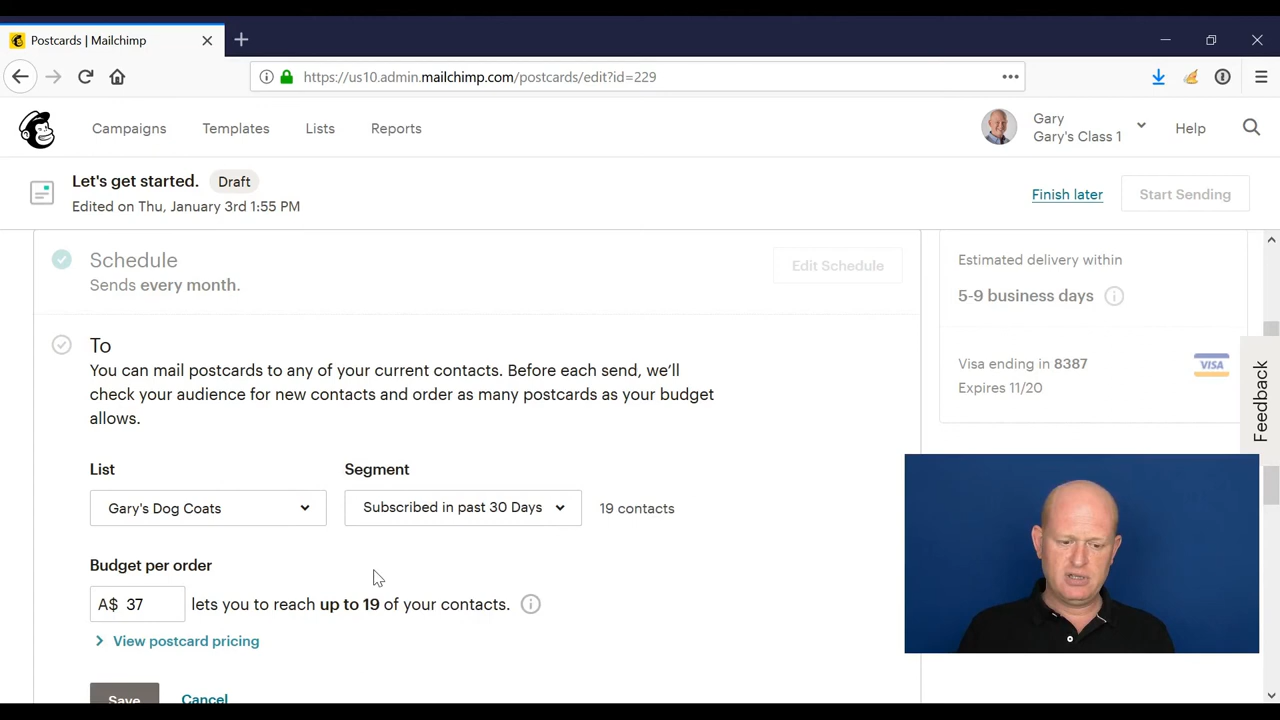 Postcards | Mailchimp
https://us10.admin.mailchimp.com/postcards/edit?id=229
Campaigns
Templates
Lists
Reports
Gary
Gary's Class 1
Help
Let's get started.
Draft
Edited on Thu, January 3rd 1:55 PM
Finish later
Start Sending
Schedule
Sends every month.
Edit Schedule
Estimated delivery within
5-9 business days
Visa ending in 8387
Expires 11/20
VISA
Feedback
To
You can mail postcards to any of your current contacts. Before each send, we'll
check your audience for new contacts and order as many postcards as your budget
allows.
List
Segment
Gary's Dog Coats
Subscribed in past 30 Days
19 contacts
Budget per order
A$ 37
lets you to reach up to 19 of your contacts.
View postcard pricing
Save
Cancel